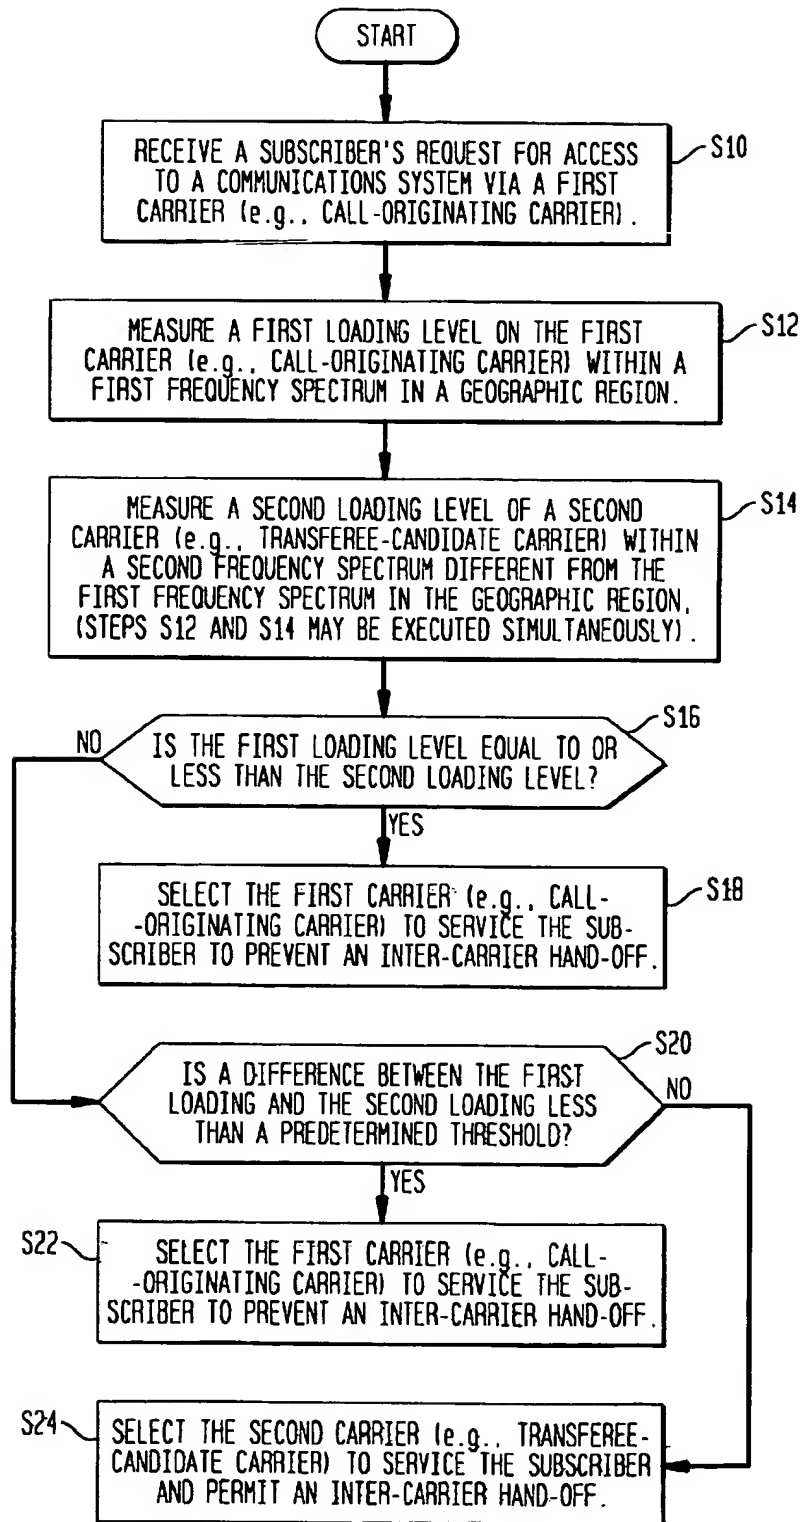 START
RECEIVE A SUBSCRIBER'S REQUEST FOR ACCESS
TO A COMMUNICATIONS SYSTEM VIA A FIRST
CARRIER (e.g., CALL-ORIGINATING CARRIER).
S10
MEASURE A FIRST LOADING LEVEL ON THE FIRST
CARRIER (e.g., CALL-ORIGINATING CARRIER) WITHIN A
FIRST FREQUENCY SPECTRUM IN A GEOGRAPHIC REGION.
S12
MEASURE A SECOND LOADING LEVEL OF A SECOND
CARRIER (e.g., TRANSFEREE-CANDIDATE CARRIER) WITHIN
A SECOND FREQUENCY SPECTRUM DIFFERENT FROM THE
FIRST FREQUENCY SPECTRUM IN THE GEOGRAPHIC REGION,
(STEPS S12 AND S14 MAY BE EXECUTED SIMULTANEOUSLY).
S14
IS THE FIRST LOADING LEVEL EQUAL TO OR
LESS THAN THE SECOND LOADING LEVEL?
S16
NO
YES
SELECT THE FIRST CARRIER (e.g., CALL-
-ORIGINATING CARRIER) TO SERVICE THE SUB-
SCRIBER TO PREVENT AN INTER-CARRIER HAND-OFF.
S18
IS A DIFFERENCE BETWEEN THE FIRST
LOADING AND THE SECOND LOADING LESS
THAN A PREDETERMINED THRESHOLD?
S20
NO
YES
S22
SELECT THE FIRST CARRIER (e.g., CALL-
-ORIGINATING CARRIER) TO SERVICE THE SUB-
SCRIBER TO PREVENT AN INTER-CARRIER HAND-OFF.
S24
SELECT THE SECOND CARRIER (e.g., TRANSFEREE-
CANDIDATE CARRIER) TO SERVICE THE SUBSCRIBER
AND PERMIT AN INTER-CARRIER HAND-OFF.